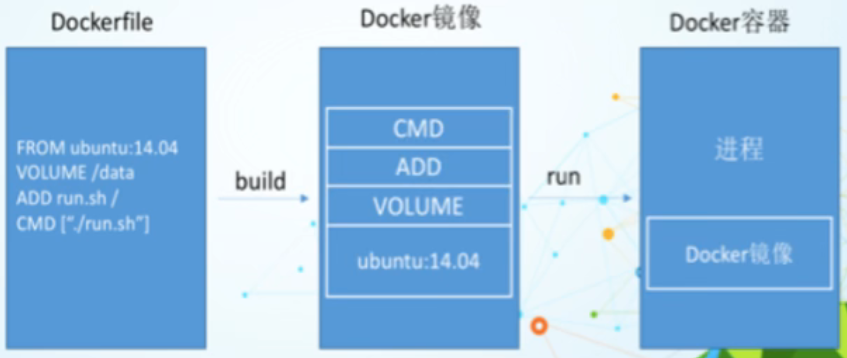 Dockerfile
FROM ubuntu:14.04
VOLUME /data
ADD run.sh /
CMD [“./run.sh”]
build
Docker镜像
CMD
ADD
VOLUME
ubuntu:14.04
run
Docker容器
进程
Docker镜像